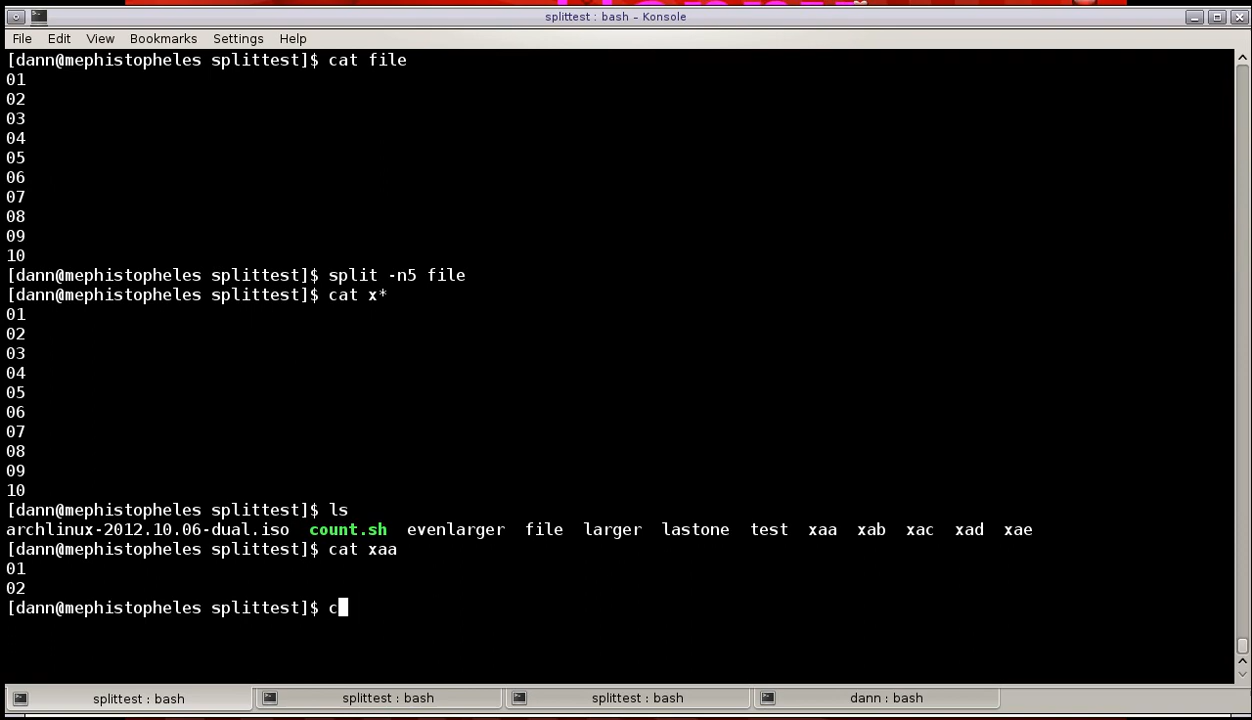 splittest : bash – Konsole
File Edit View Bookmarks Settings Help
[dann@mephistopheles splittest]$ cat file
01
02
03
04
05
06
07
08
09
10
[dann@mephistopheles splittest]$ split -n5 file
[dann@mephistopheles splittest]$ cat x*
01
02
03
04
05
06
07
08
09
10
[dann@mephistopheles splittest]$ ls
archlinux-2012.10.06-dual.iso count.sh evenlarger file larger lastone test xaa xab xac xad xae
[dann@mephistopheles splittest]$ cat xaa
01
02
[dann@mephistopheles splittest]$ c
splittest : bash splittest : bash splittest : bash dann : bash